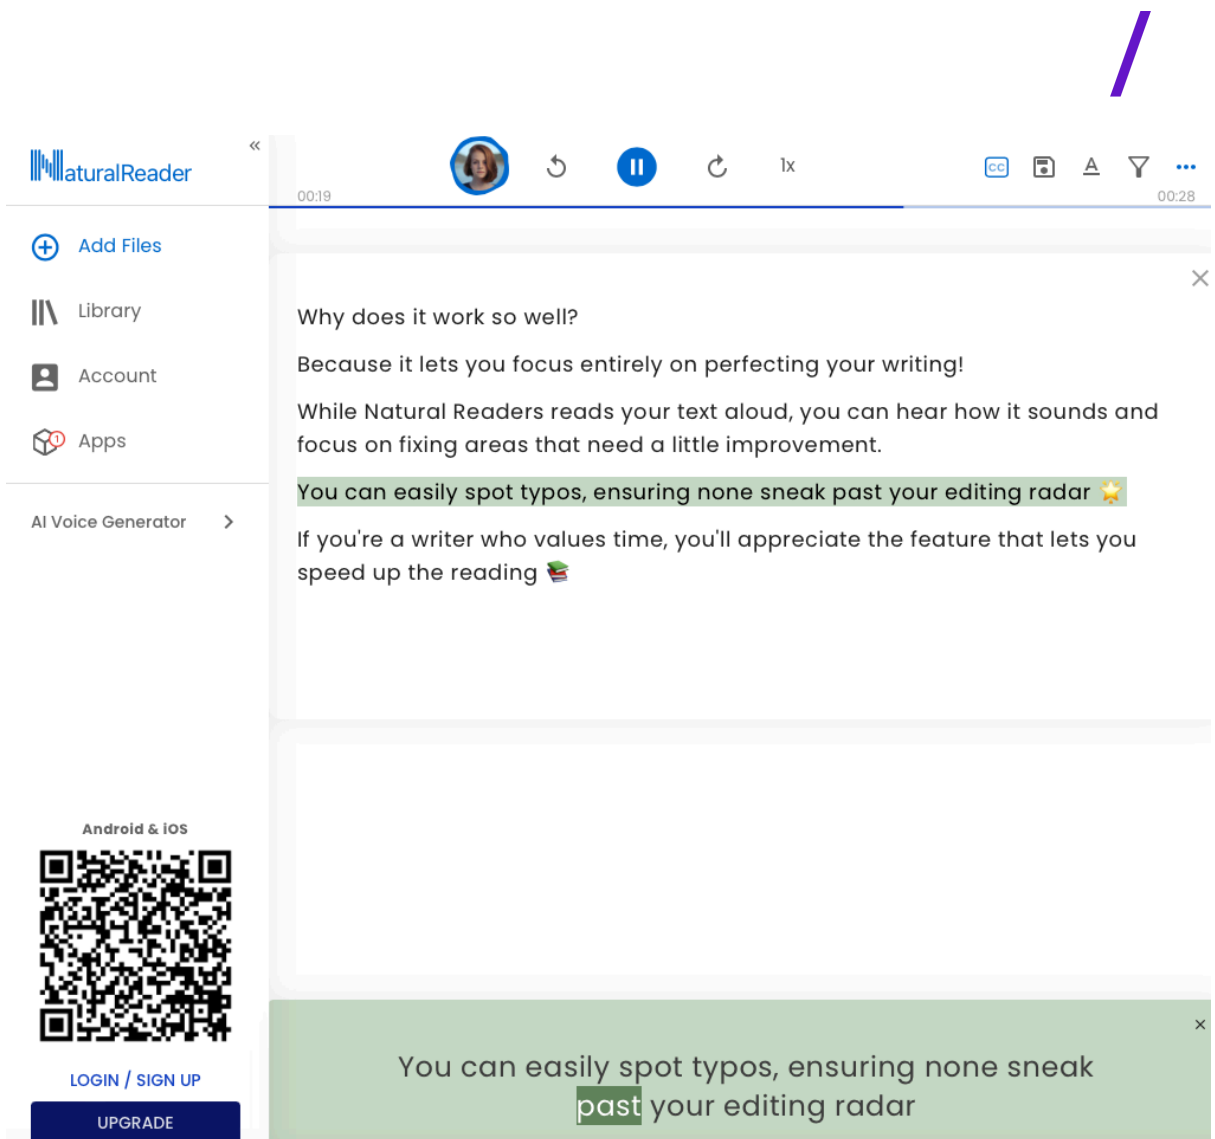 /
«
NaturalReader
1x
CC
A
00:19
00:28
Add Files
Library
Account
1
Apps
AI Voice Generator
Why does it work so well?
Because it lets you focus entirely on perfecting your writing!
While Natural Readers reads your text aloud, you can hear how it sounds and
focus on fixing areas that need a little improvement.
You can easily spot typos, ensuring none sneak past your editing radar 🌟
If you're a writer who values time, you'll appreciate the feature that lets you
speed up the reading 📚
Android & iOS
LOGIN / SIGN UP
UPGRADE
You can easily spot typos, ensuring none sneak
past your editing radar